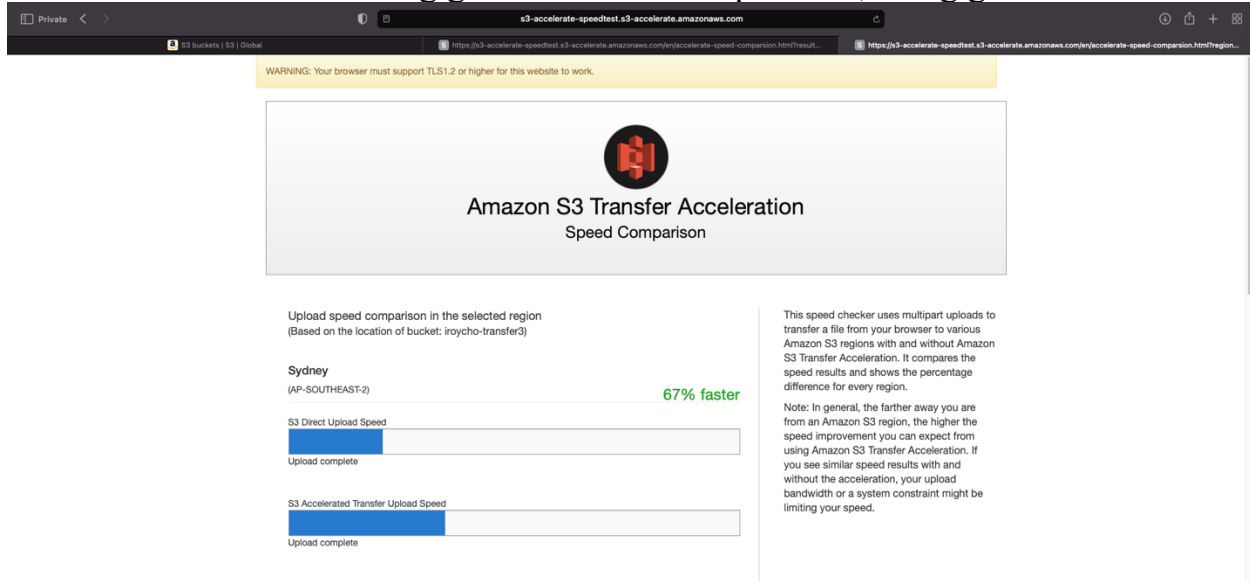 Private
s3-accelerate-speedtest.s3-accelerate.amazonaws.com
S3 buckets | S3 | Global
https://s3-accelerate-speedtest.s3-accelerate.amazonaws.com/en/accelerate-speed-comparsion.html?result...
https://s3-accelerate-speedtest.s3-accelerate.amazonaws.com/en/accelerate-speed-comparsion.html?region...
WARNING: Your browser must support TLS1.2 or higher for this website to work.
Amazon S3 Transfer Acceleration
Speed Comparison
Upload speed comparison in the selected region
(Based on the location of bucket: iroycho-transfer3)
Sydney
(AP-SOUTHEAST-2)
67% faster
S3 Direct Upload Speed
Upload complete
S3 Accelerated Transfer Upload Speed
Upload complete
This speed checker uses multipart uploads to
transfer a file from your browser to various
Amazon S3 regions with and without Amazon
S3 Transfer Acceleration. It compares the
speed results and shows the percentage
difference for every region.
Note: In general, the farther away you are
from an Amazon S3 region, the higher the
speed improvement you can expect from
using Amazon S3 Transfer Acceleration. If
you see similar speed results with and
without the acceleration, your upload
bandwidth or a system constraint might be
limiting your speed.